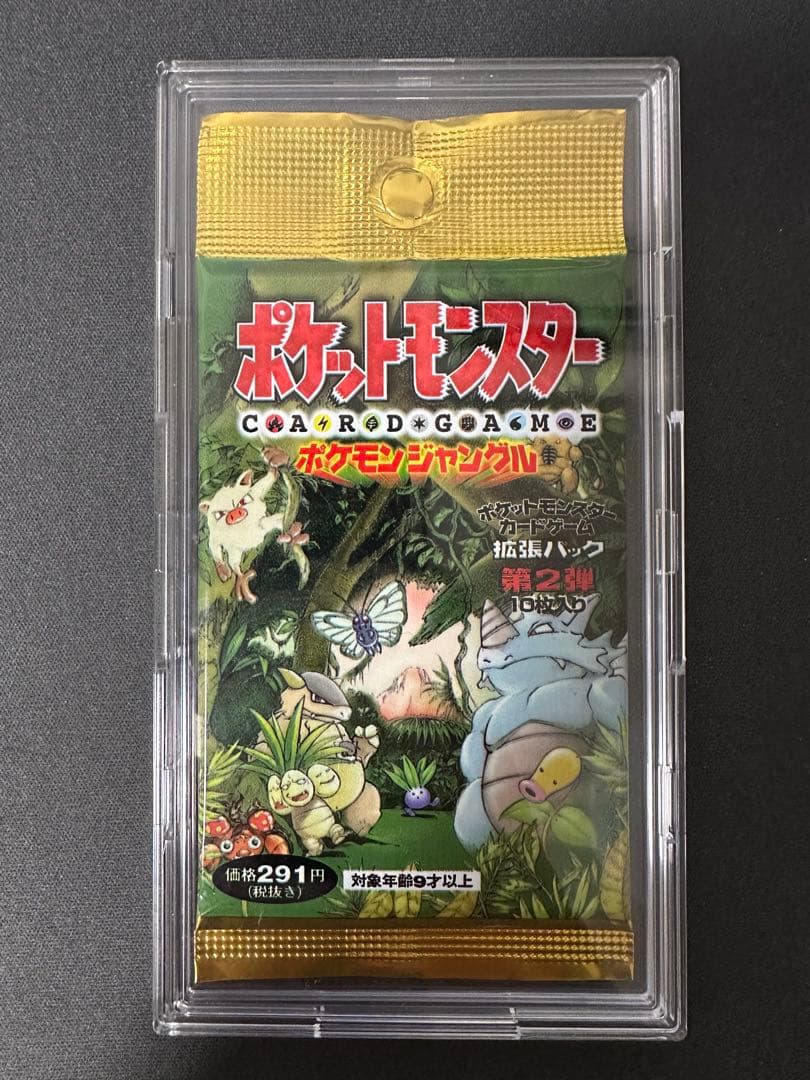 ポケットモンスター
CARDGAME
ポケモンジャングル
ポケットモンスター
カードゲーム
拡張パック
第2弾
10枚入り
価格291円
(税抜き)
対象年齢9才以上